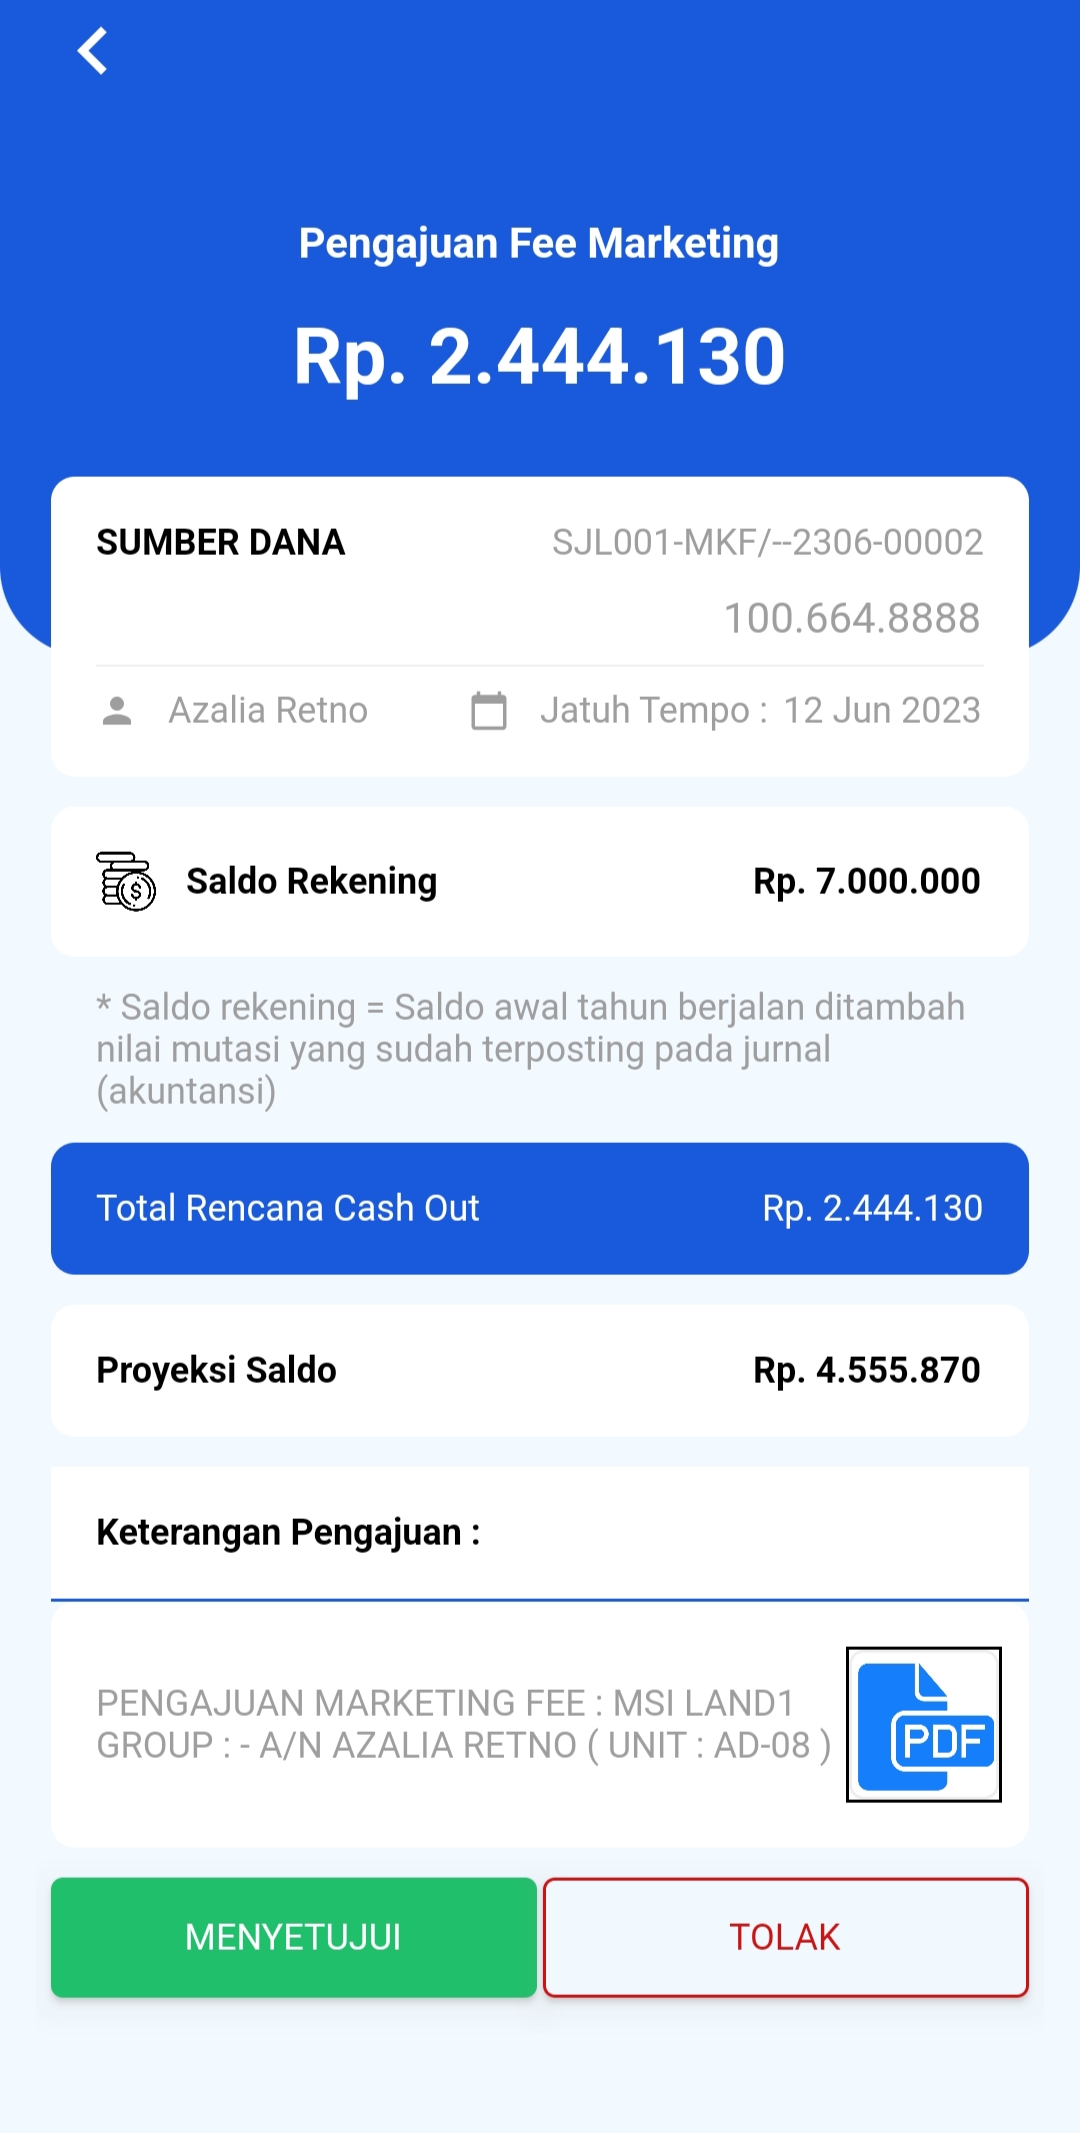 Pengajuan Fee Marketing
Rp. 2.444.130
SUMBER DANA SJL001-MKF/--2306-00002
100.664.8888
Azalia Retno Jatuh Tempo : 12 Jun 2023
Saldo Rekening Rp. 7.000.000
* Saldo rekening = Saldo awal tahun berjalan ditambah
nilai mutasi yang sudah terposting pada jurnal
(akuntansi)
Total Rencana Cash Out Rp. 2.444.130
Proyeksi Saldo Rp. 4.555.870
Keterangan Pengajuan :
PENGAJUAN MARKETING FEE : MSI LAND1
GROUP : - A/N AZALIA RETNO ( UNIT : AD-08 )
PDF
MENYETUJUI TOLAK